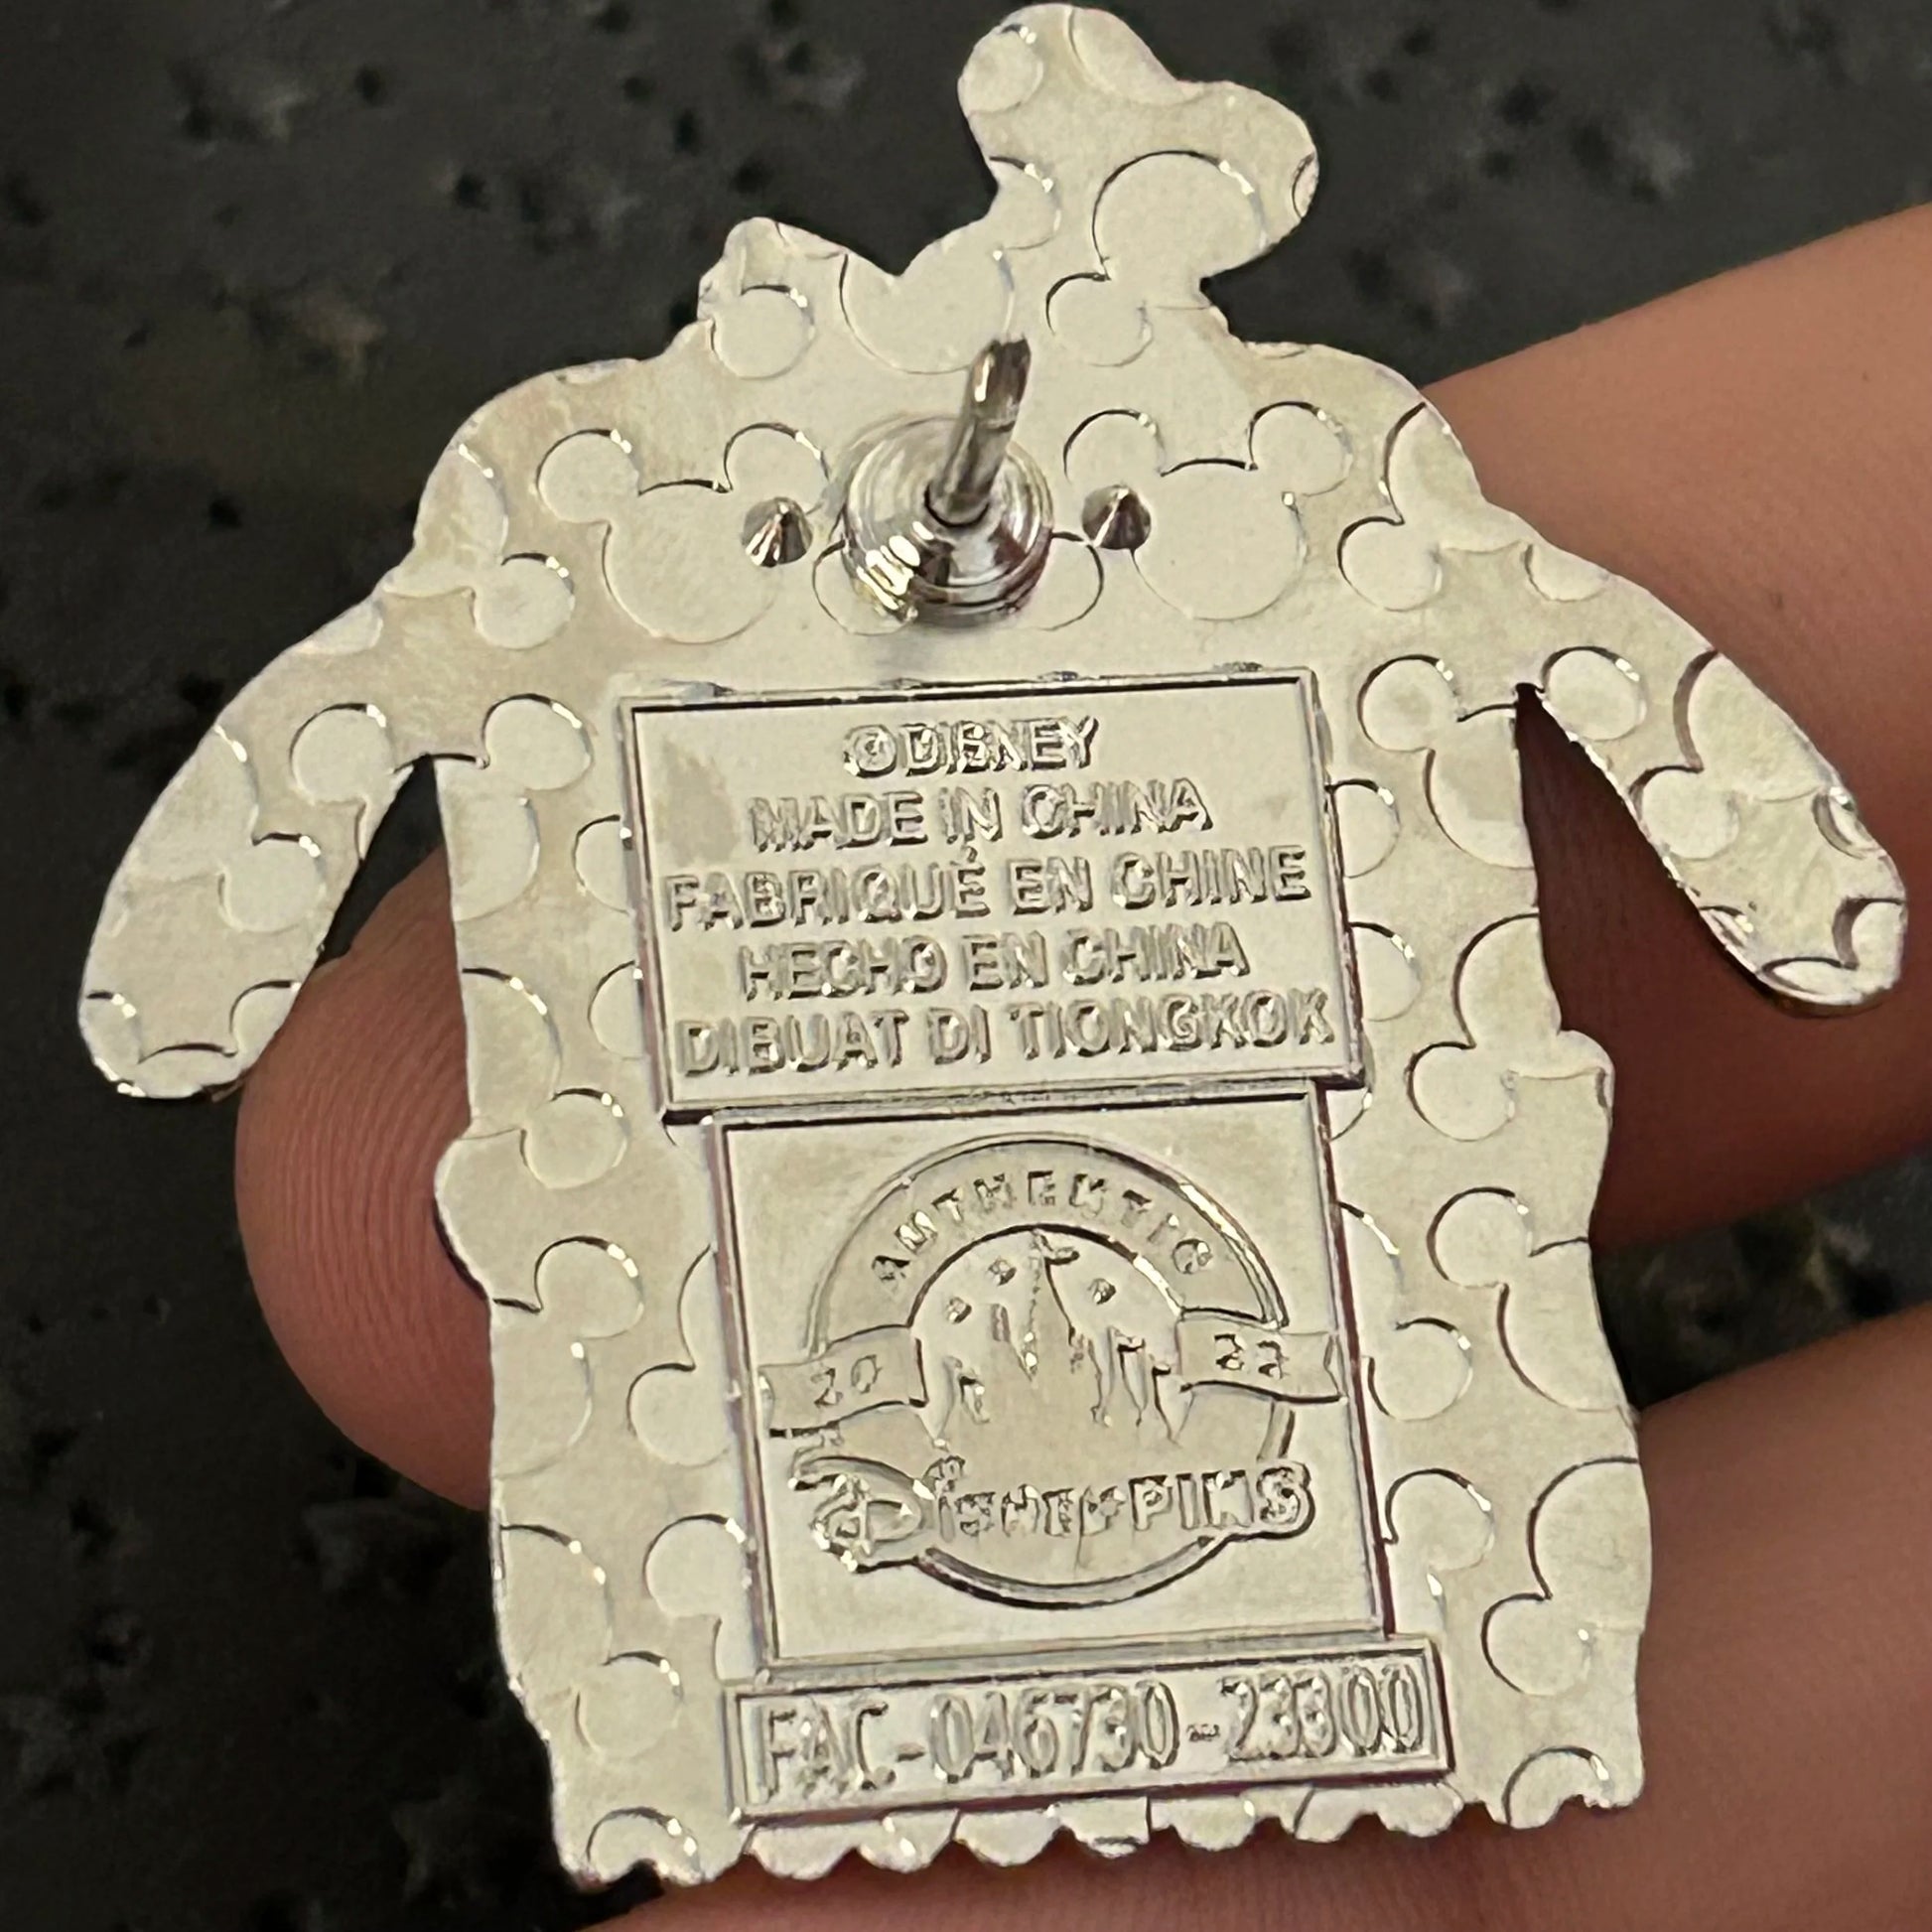 ©DISNEY
MADE IN CHINA
FABRIQUÉ EN CHINE
HECHO EN CHINA
DIBUAT DI TIONGKOK
AUTHENTIC
20
Disney PINS
FAC-046730-23300